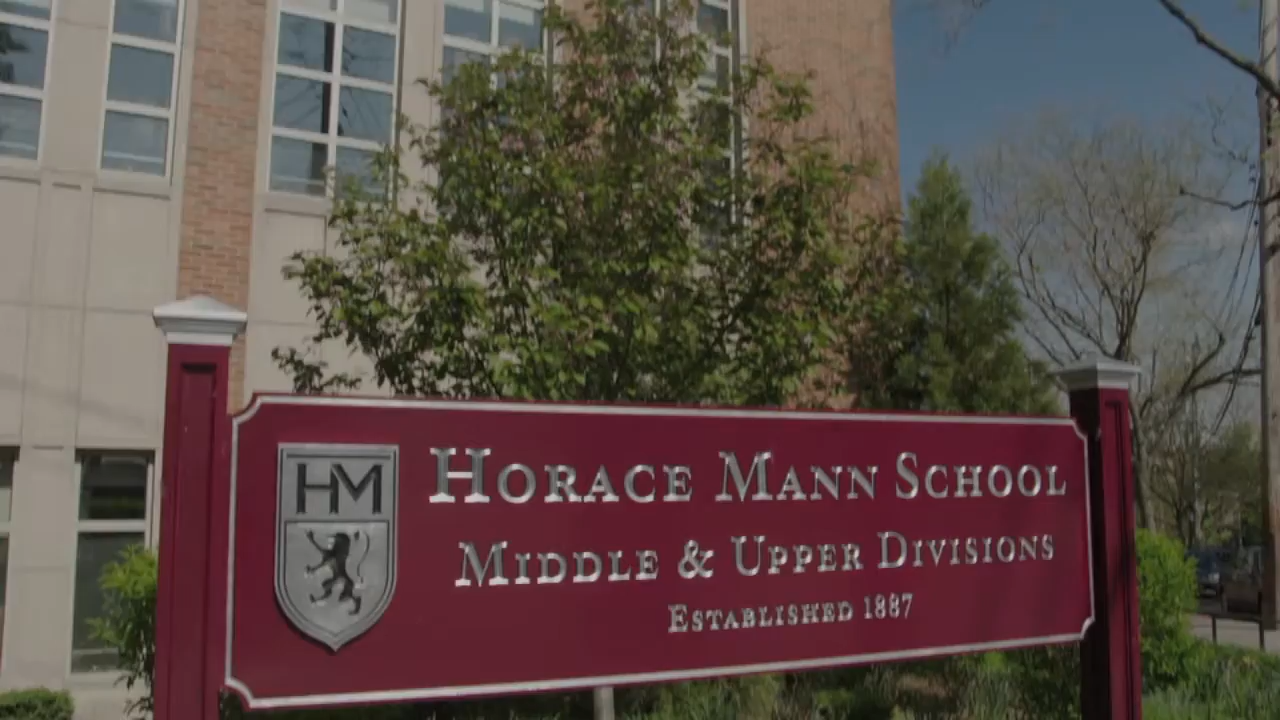 HM
HORACE MANN SCHOOL
MIDDLE & UPPER DIVISIONS
ESTABLISHED 1887